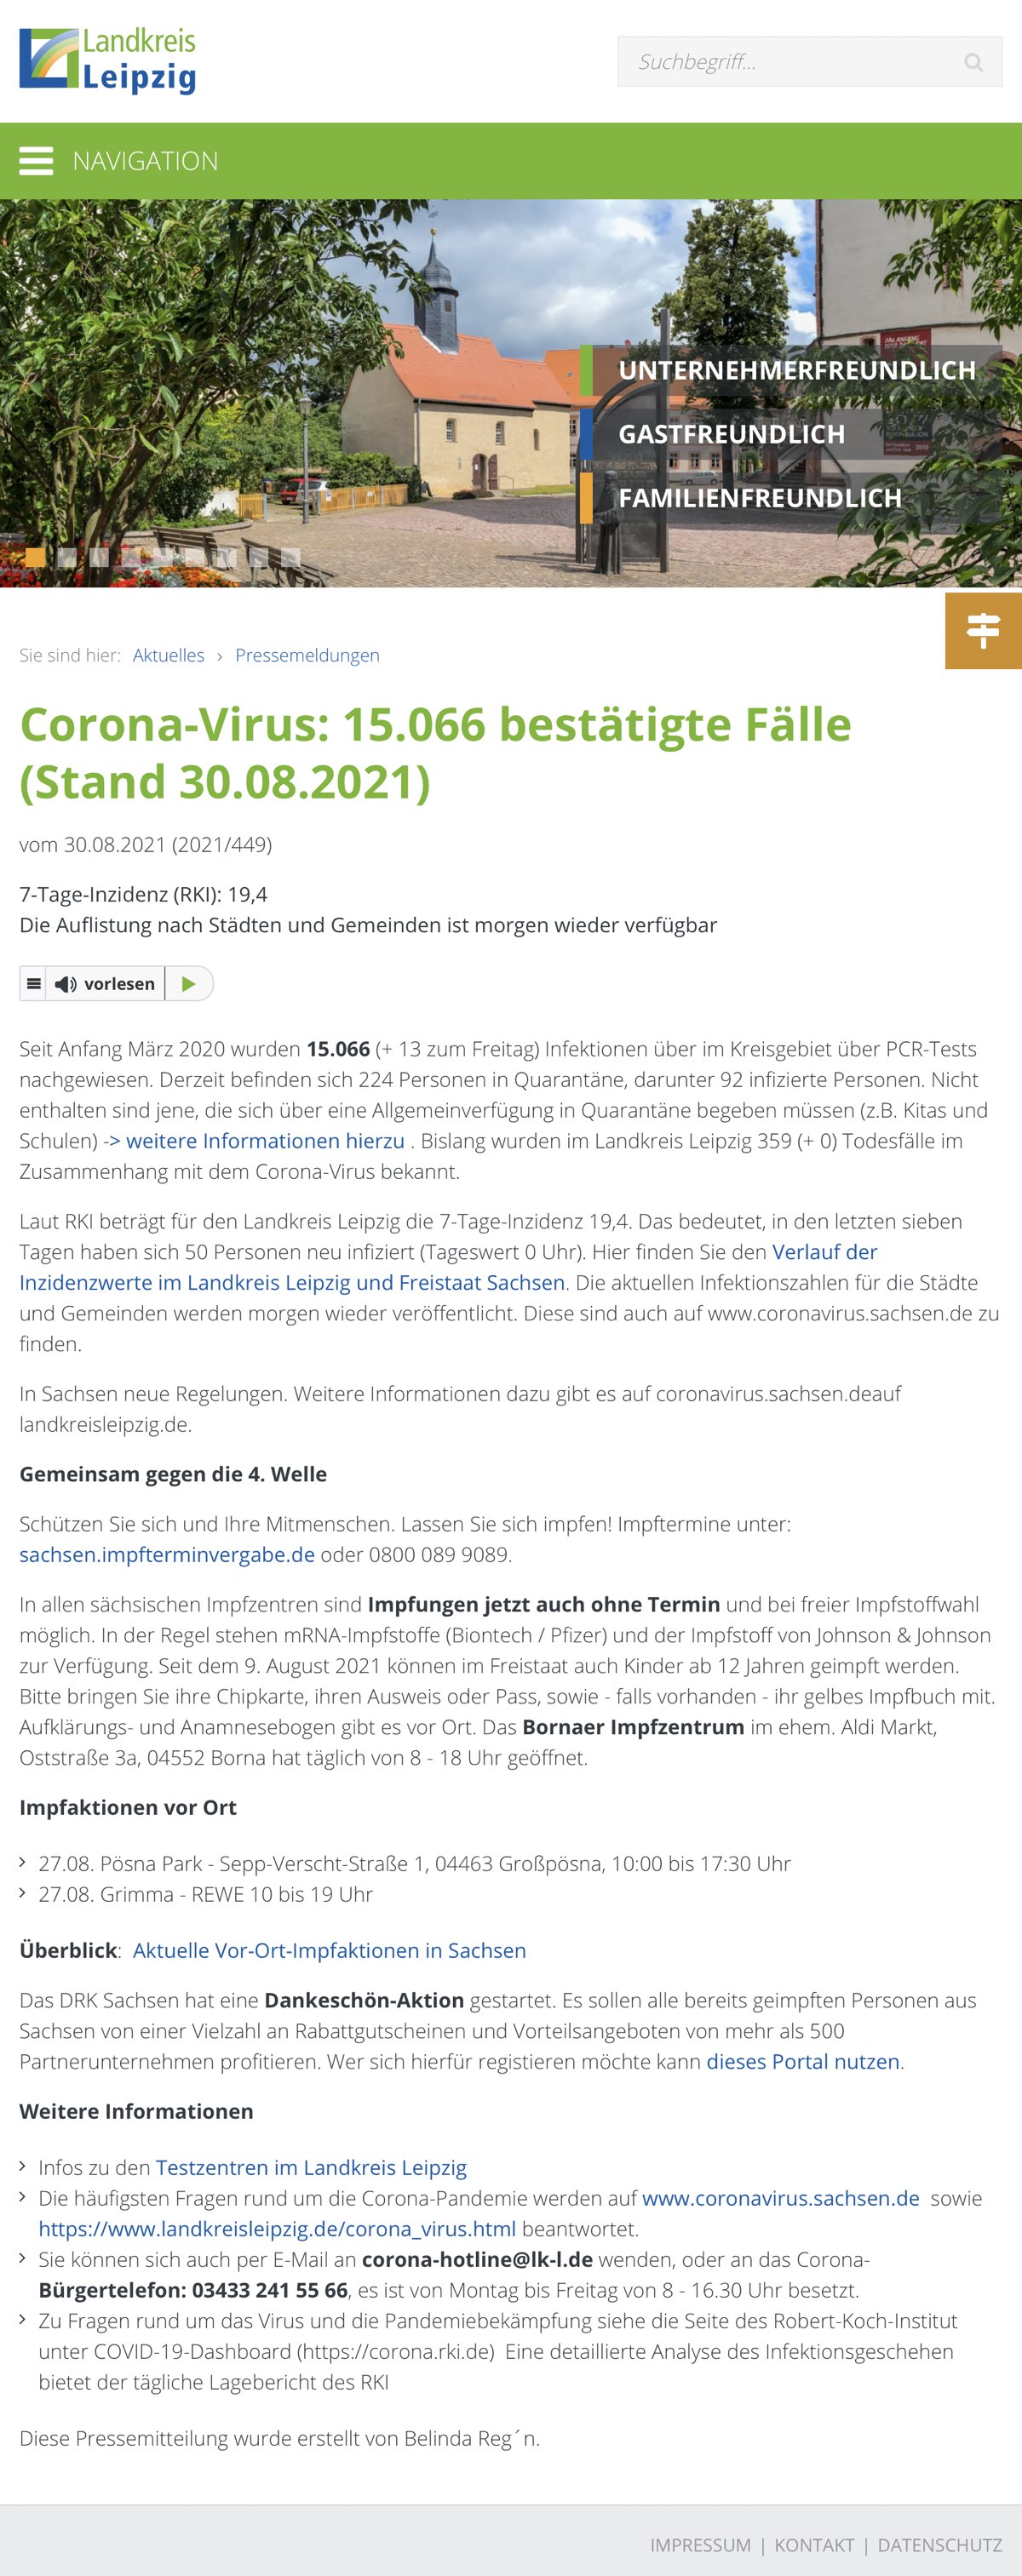 Landkreis
Leipzig
Suchbegriff...
NAVIGATION
UNTERNEHMERFREUNDLICH
GASTFREUNDLICH
FAMILIENFREUNDLICH
Sie sind hier: Aktuelles › Pressemeldungen
Corona-Virus: 15.066 bestätigte Fälle
(Stand 30.08.2021)
vom 30.08.2021 (2021/449)
7-Tage-Inzidenz (RKI): 19,4
Die Auflistung nach Städten und Gemeinden ist morgen wieder verfügbar
vorlesen
Seit Anfang März 2020 wurden 15.066 (+ 13 zum Freitag) Infektionen über im Kreisgebiet über PCR-Tests
nachgewiesen. Derzeit befinden sich 224 Personen in Quarantäne, darunter 92 infizierte Personen. Nicht
enthalten sind jene, die sich über eine Allgemeinverfügung in Quarantäne begeben müssen (z.B. Kitas und
Schulen) -> weitere Informationen hierzu . Bislang wurden im Landkreis Leipzig 359 (+ 0) Todesfälle im
Zusammenhang mit dem Corona-Virus bekannt.
Laut RKI beträgt für den Landkreis Leipzig die 7-Tage-Inzidenz 19,4. Das bedeutet, in den letzten sieben
Tagen haben sich 50 Personen neu infiziert (Tageswert 0 Uhr). Hier finden Sie den Verlauf der
Inzidenzwerte im Landkreis Leipzig und Freistaat Sachsen. Die aktuellen Infektionszahlen für die Städte
und Gemeinden werden morgen wieder veröffentlicht. Diese sind auch auf www.coronavirus.sachsen.de zu
finden.
In Sachsen neue Regelungen. Weitere Informationen dazu gibt es auf coronavirus.sachsen.deauf
landkreisleipzig.de.
Gemeinsam gegen die 4. Welle
Schützen Sie sich und Ihre Mitmenschen. Lassen Sie sich impfen! Impftermine unter:
sachsen.impfterminvergabe.de oder 0800 089 9089.
In allen sächsischen Impfzentren sind Impfungen jetzt auch ohne Termin und bei freier Impfstoffwahl
möglich. In der Regel stehen mRNA-Impfstoffe (Biontech / Pfizer) und der Impfstoff von Johnson & Johnson
zur Verfügung. Seit dem 9. August 2021 können im Freistaat auch Kinder ab 12 Jahren geimpft werden.
Bitte bringen Sie ihre Chipkarte, ihren Ausweis oder Pass, sowie - falls vorhanden - ihr gelbes Impfbuch mit.
Aufklärungs- und Anamnesebogen gibt es vor Ort. Das Bornaer Impfzentrum im ehem. Aldi Markt,
Oststraße 3a, 04552 Borna hat täglich von 8 - 18 Uhr geöffnet.
Impfaktionen vor Ort
› 27.08. Pösna Park - Sepp-Verscht-Straße 1, 04463 Großpösna, 10:00 bis 17:30 Uhr
› 27.08. Grimma - REWE 10 bis 19 Uhr
Überblick: Aktuelle Vor-Ort-Impfaktionen in Sachsen
Das DRK Sachsen hat eine Dankeschön-Aktion gestartet. Es sollen alle bereits geimpften Personen aus
Sachsen von einer Vielzahl an Rabattgutscheinen und Vorteilsangeboten von mehr als 500
Partnerunternehmen profitieren. Wer sich hierfür registieren möchte kann dieses Portal nutzen.
Weitere Informationen
› Infos zu den Testzentren im Landkreis Leipzig
› Die häufigsten Fragen rund um die Corona-Pandemie werden auf www.coronavirus.sachsen.de sowie
https://www.landkreisleipzig.de/corona_virus.html beantwortet.
› Sie können sich auch per E-Mail an corona-hotline@lk-l.de wenden, oder an das Corona-
Bürgertelefon: 03433 241 55 66, es ist von Montag bis Freitag von 8 - 16.30 Uhr besetzt.
› Zu Fragen rund um das Virus und die Pandemiebekämpfung siehe die Seite des Robert-Koch-Institut
unter COVID-19-Dashboard (https://corona.rki.de) Eine detaillierte Analyse des Infektionsgeschehen
bietet der tägliche Lagebericht des RKI
Diese Pressemitteilung wurde erstellt von Belinda Reg´n.
IMPRESSUM | KONTAKT | DATENSCHUTZ